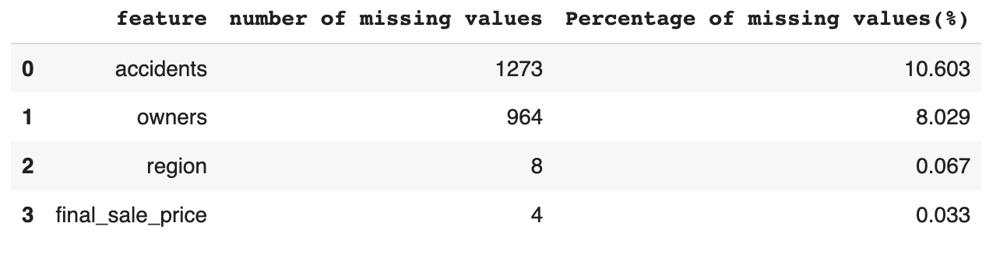 feature number of missing values Percentage of missing values(%)
0 accidents 1273 10.603
1 owners 964 8.029
2 region 8 0.067
3 final_sale_price 4 0.033